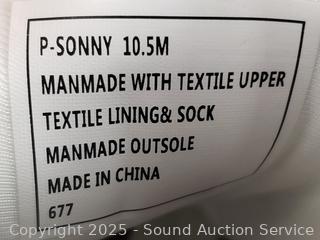 P-SONNY 10.5M
MANMADE WITH TEXTILE UPPER
TEXTILE LINING& SOCK
MANMADE OUTSOLE
MADE IN CHINA
677
Copyright 2025 - Sound Auction Service